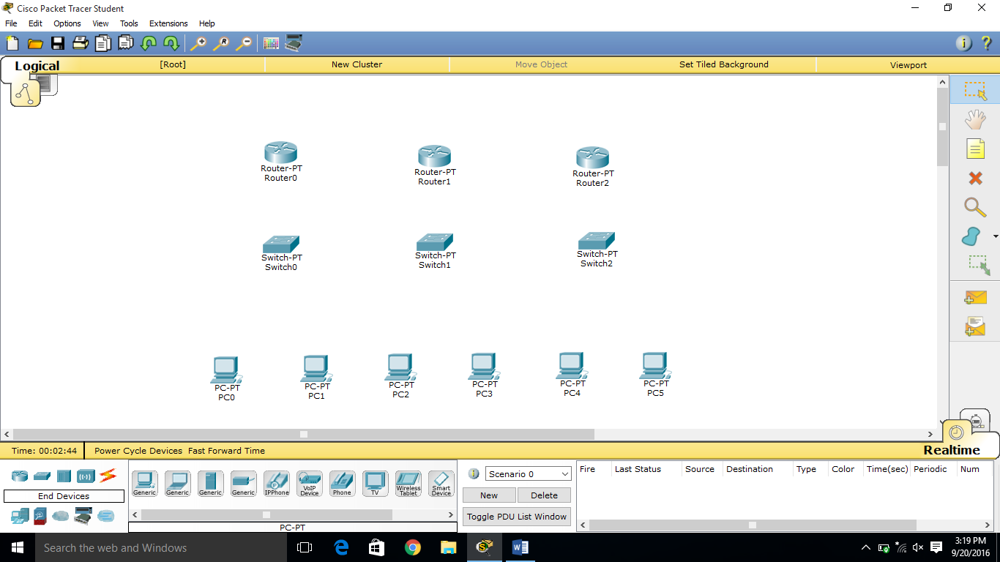 Cisco Packet Tracer Student
File Edit Options View Tools Extensions Help
Logical [Root] New Cluster Move Object Set Tiled Background Viewport
Router-PT
Router0
Router-PT
Router1
Router-PT
Router2
Switch-PT
Switch0
Switch-PT
Switch1
Switch-PT
Switch2
PC-PT
PC0
PC-PT
PC1
PC-PT
PC2
PC-PT
PC3
PC-PT
PC4
PC-PT
PC5
Time: 00:02:44 Power Cycle Devices Fast Forward Time Realtime
End Devices
Generic Generic Generic Generic IPPhone VoIP Device Phone TV Wireless Tablet Smart Device
PC-PT
Scenario 0
New Delete
Toggle PDU List Window
Fire Last Status Source Destination Type Color Time(sec) Periodic Num
Search the web and Windows
3:19 PM
9/20/2016